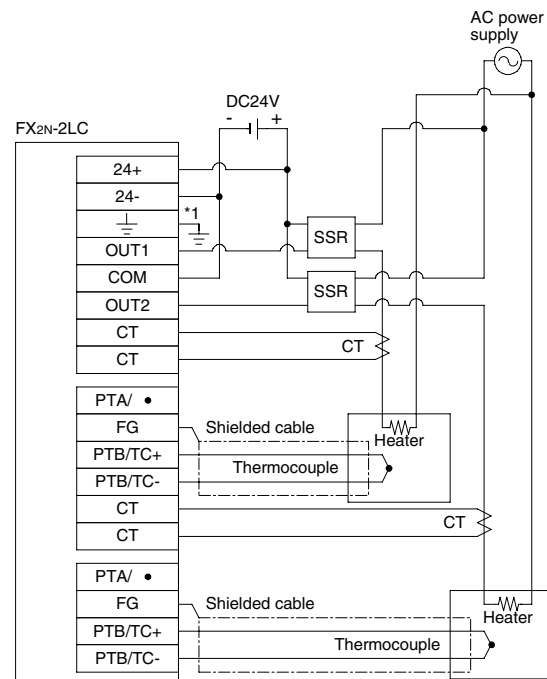 AC power
supply
DC24V
- +
FX2N-2LC
24+
24-
*1
OUT1
SSR
COM
OUT2
SSR
CT
CT
CT
PTA/ •
FG
Shielded cable
Heater
PTB/TC+
Thermocouple
PTB/TC-
CT
CT
CT
PTA/ •
FG
Shielded cable
Heater
PTB/TC+
Thermocouple
PTB/TC-